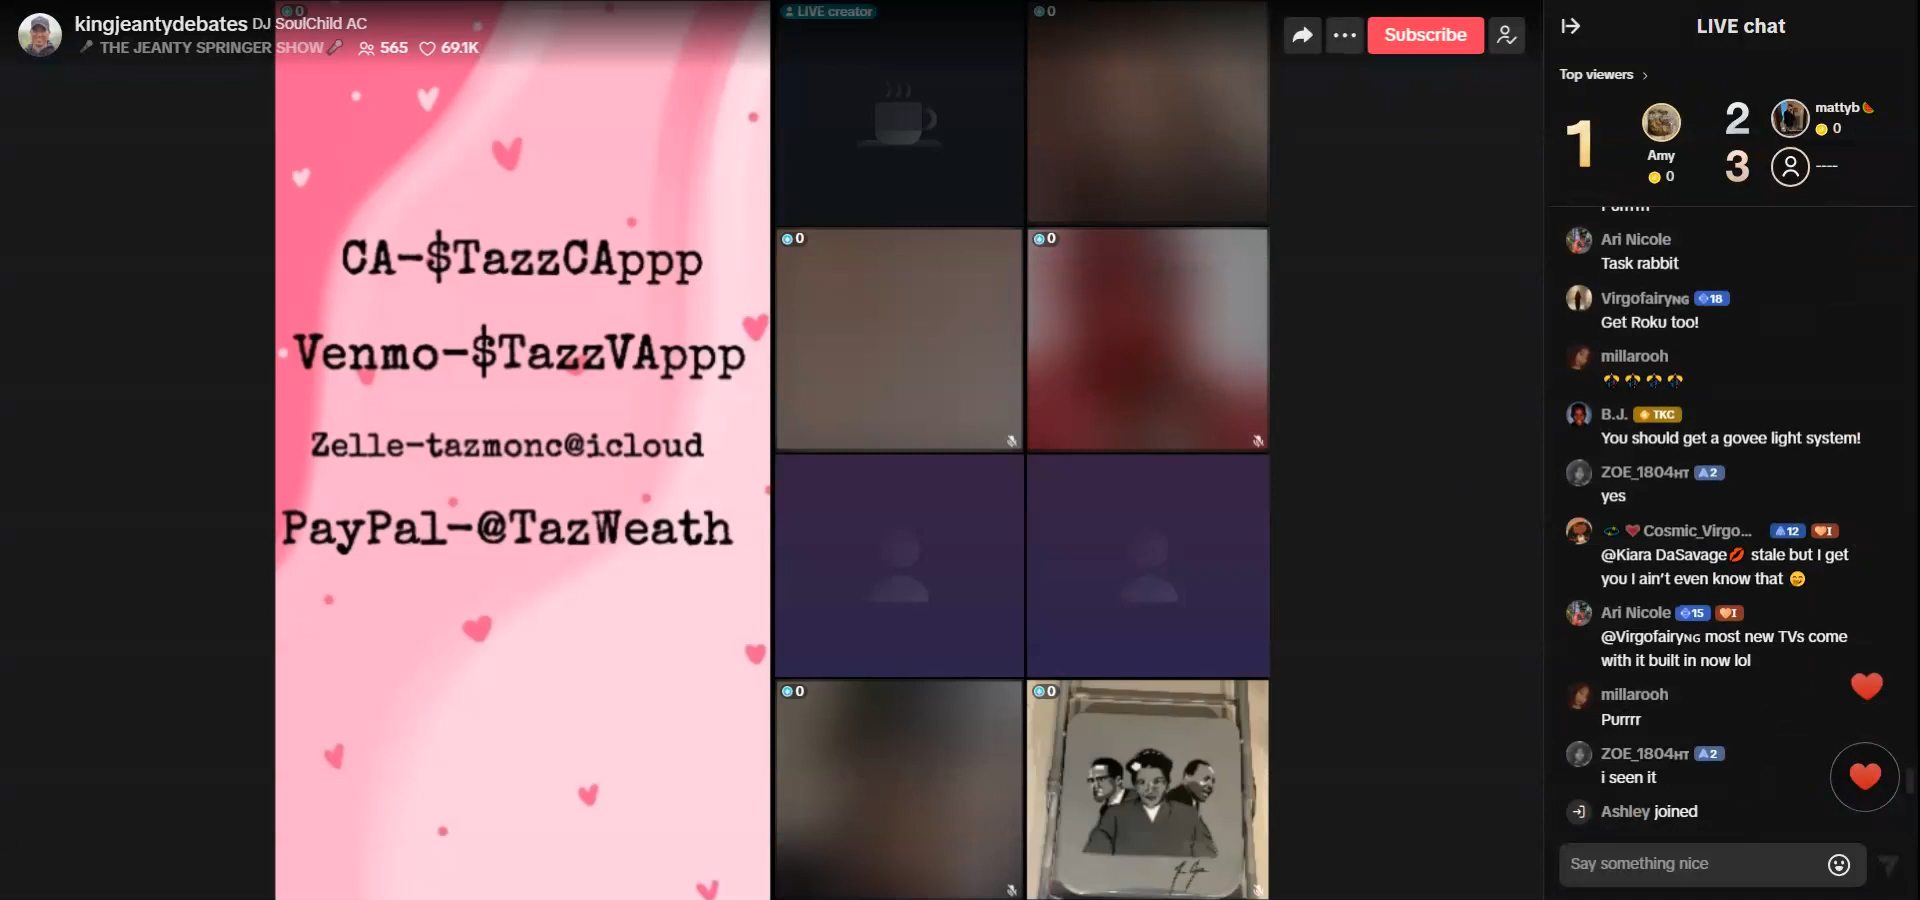 kingjeantydebates DJ SoulChild AC
THE JEANTY SPRINGER SHOW 565 69.1K
0
CA-$TazzCAppp
Venmo-$TazzVAppp
Zelle-tazmonc@icloud
PayPal-@TazWeath
LIVE creator
0
0
0
0
0
Subscribe
LIVE chat
Top viewers
1
Amy
0
2
mattyb
0
3
----
Ari Nicole
Task rabbit
VirgofairyNG 18
Get Roku too!
millarooh
B.J. TKC
You should get a govee light system!
ZOE_1804HT 2
yes
Cosmic_Virgo... 12 I
@Kiara DaSavage💋 stale but I get
you I ain't even know that 🤭
Ari Nicole 15 I
@VirgofairyNG most new TVs come
with it built in now lol
millarooh
Purrrr
ZOE_1804HT 2
i seen it
Ashley joined
Say something nice